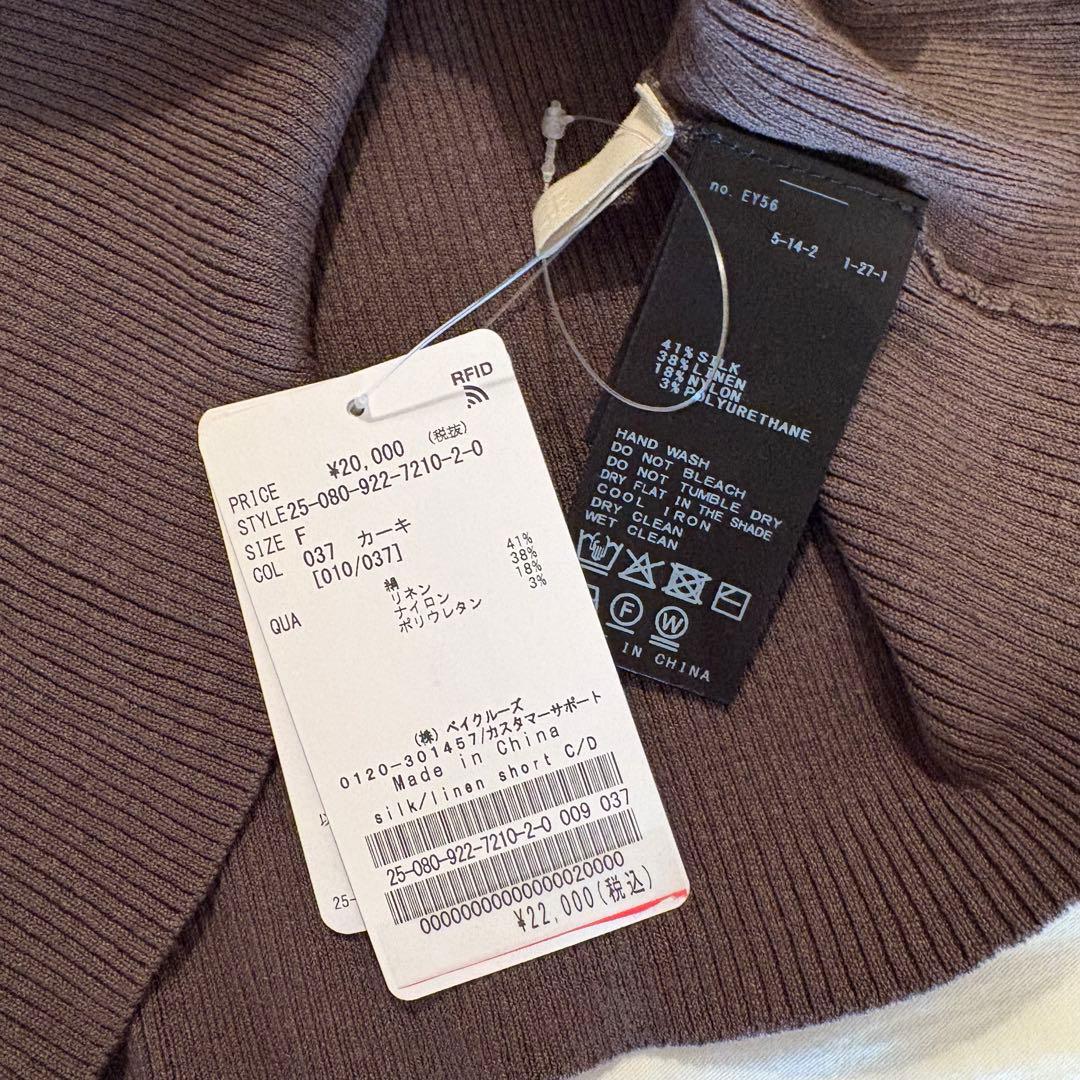 RFID
PRICE ¥20,000 (税抜)
STYLE25-080-922-7210-2-0
SIZE F
COL 037 カーキ
[010/037]
QUA 絹 41%
リネン 38%
ナイロン 18%
ポリウレタン 3%
(株)ベイクルーズ
0120-301457/カスタマーサポート
Made in China
silk/linen short C/D
25-080-922-7210-2-0 009 037
0000000000000020000
¥22,000(税込)
25-
no. EY56
5-14-2 1-27-1
41% SILK
38% LINEN
18% NYLON
3% POLYURETHANE
HAND WASH
DO NOT BLEACH
DO NOT TUMBLE DRY
DRY FLAT IN THE SHADE
COOL IRON
DRY CLEAN
WET CLEAN
F W
IN CHINA